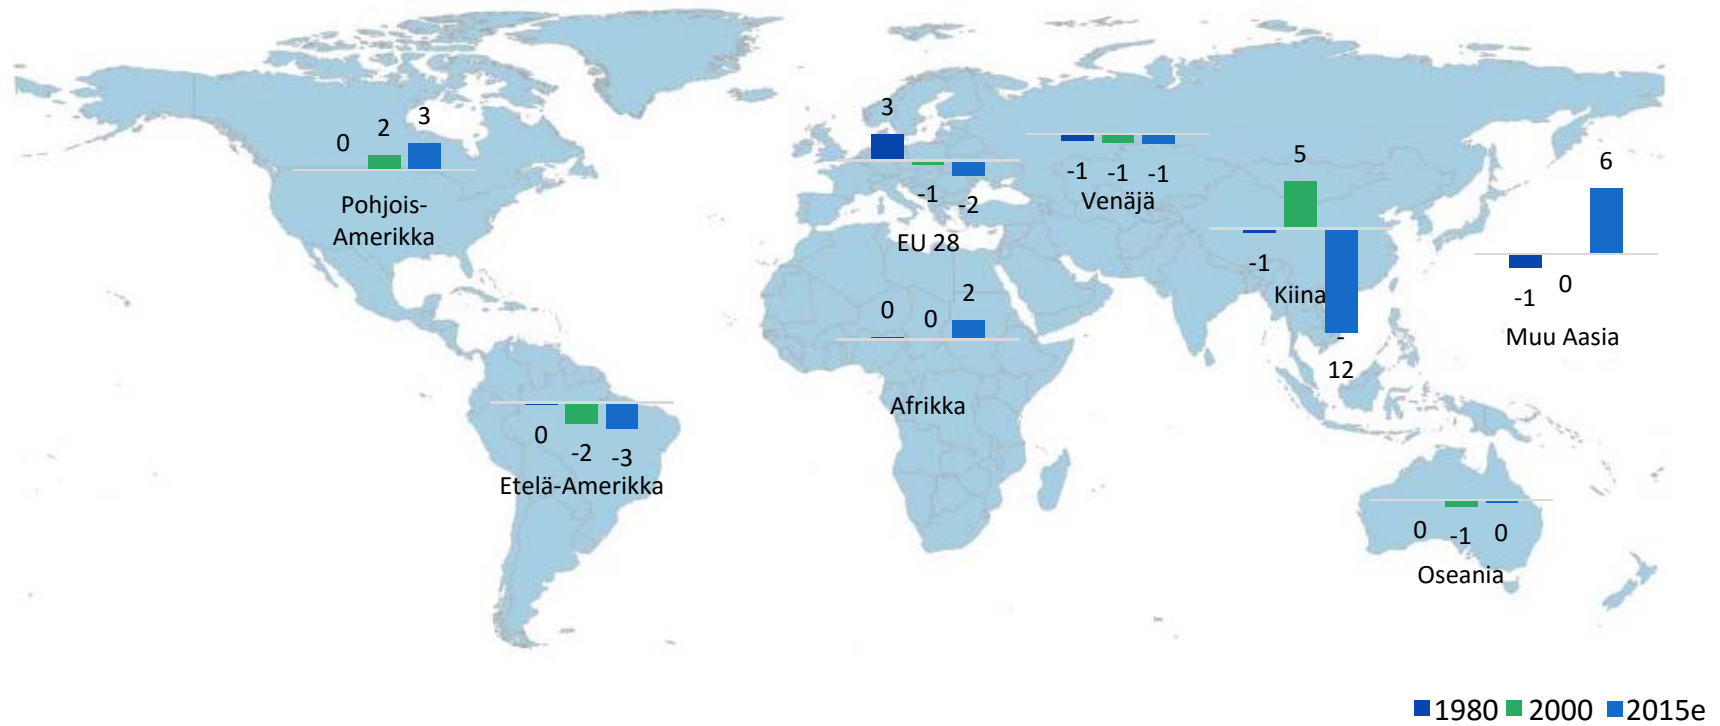 0 2 3
Pohjois-
Amerikka
3
-1 -2
EU 28
-1 -1 -1
Venäjä
5
-1
Kiina
-
12
6
-1 0
Muu Aasia
0 0 2
Afrikka
0 -2 -3
Etelä-Amerikka
0 -1 0
Oseania
1980 2000 2015e